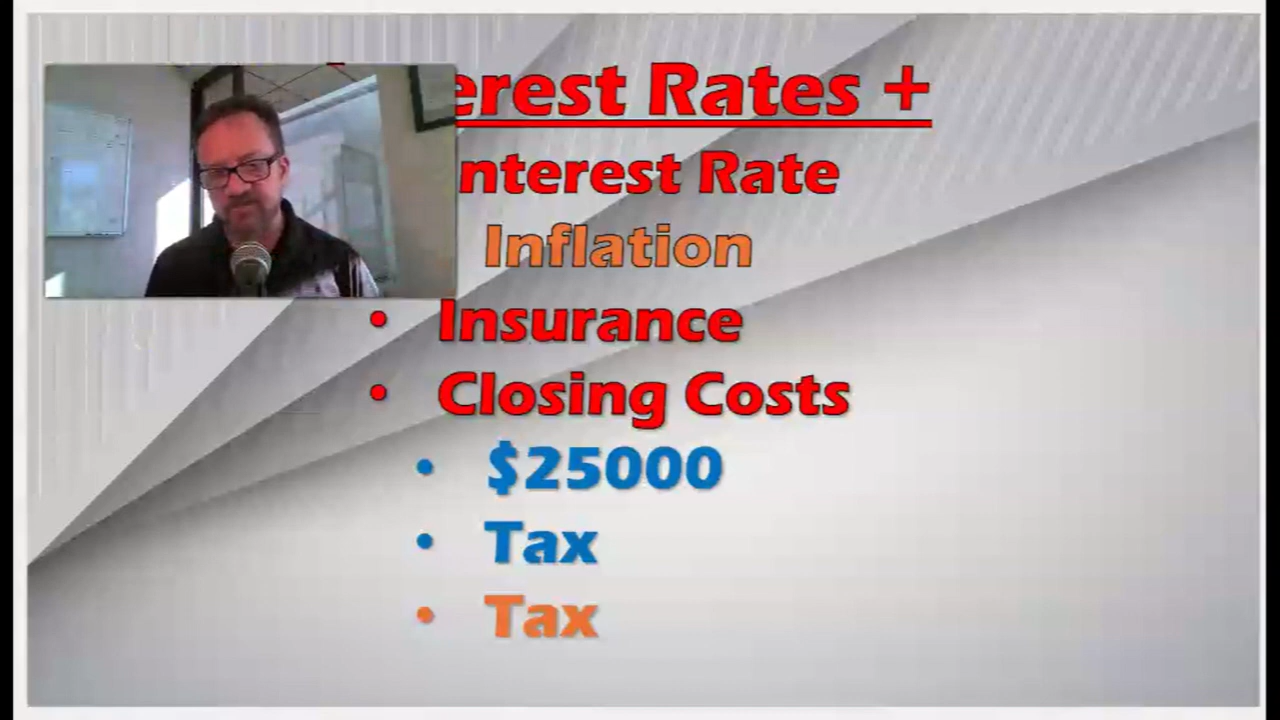 erest Rates +
nterest Rate
Inflation
• Insurance
• Closing Costs
• $25000
• Tax
• Tax